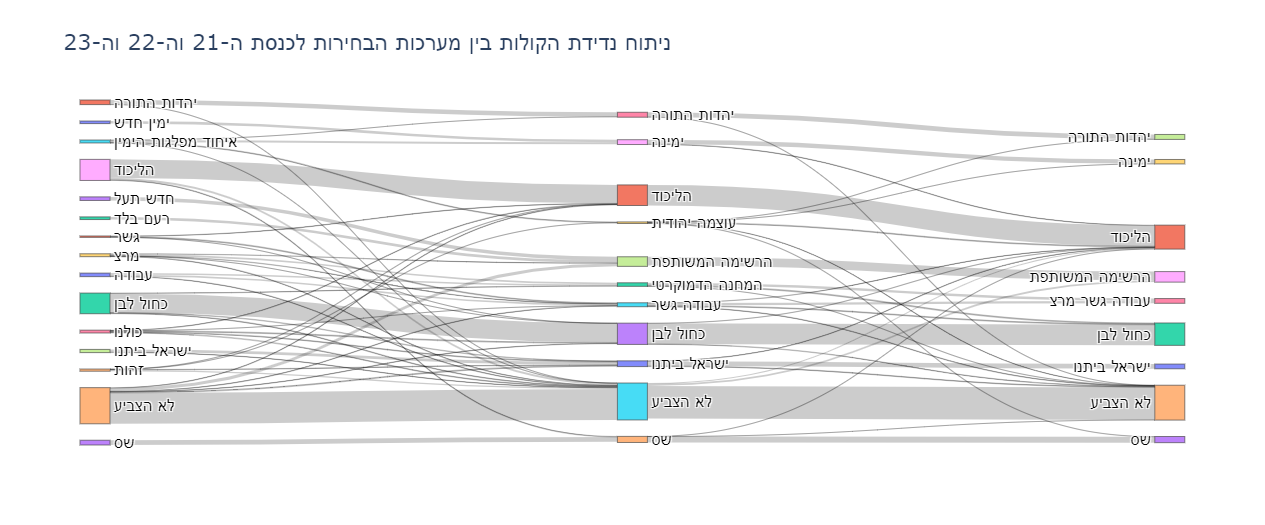 ניתוח נדידת הקולות בין מערכות הבחירות לכנסת ה-21 וה-22 וה-23
יהדות התורה
ימין חדש
איחוד מפלגות הימין
הליכוד
חדש תעל
רעם בלד
גשר
מרצ
עבודה
כחול לבן
כולנו
ישראל ביתנו
זהות
לא הצביע
שס
יהדות התורה
ימינה
הליכוד
עוצמה יהודית
הרשימה המשותפת
המחנה הדמוקרטי
עבודה גשר
כחול לבן
ישראל ביתנו
לא הצביע
שס
יהדות התורה
ימינה
הליכוד
הרשימה המשותפת
עבודה גשר מרצ
כחול לבן
ישראל ביתנו
לא הצביע
שס